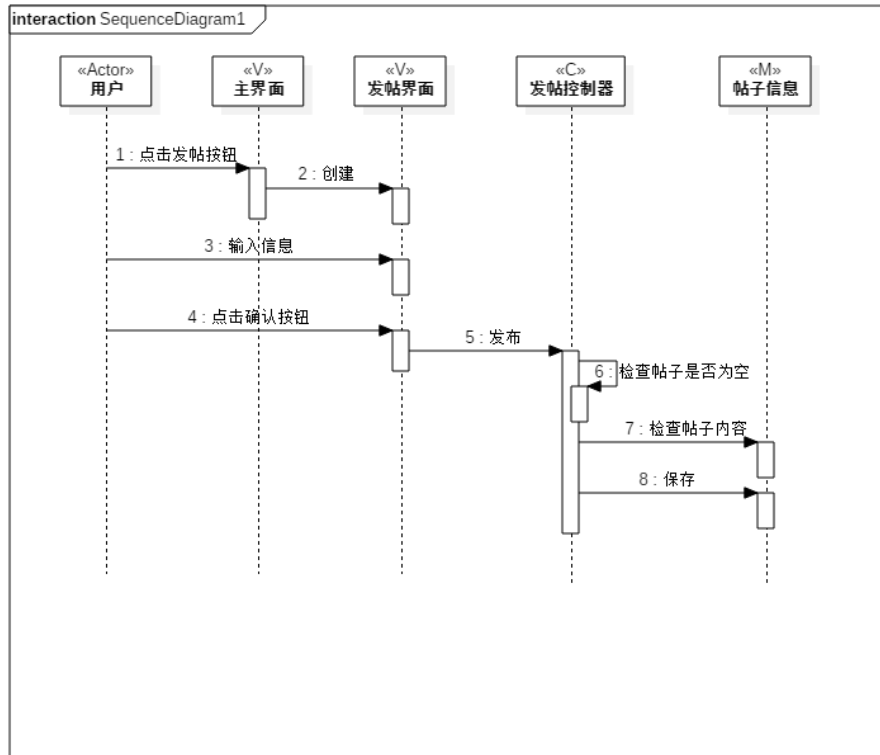 interaction SequenceDiagram1
«Actor»
用户
«V»
主界面
«V»
发帖界面
«C»
发帖控制器
«M»
帖子信息
1 : 点击发帖按钮
2 : 创建
3 : 输入信息
4 : 点击确认按钮
5 : 发布
6 : 检查帖子是否为空
7 : 检查帖子内容
8 : 保存